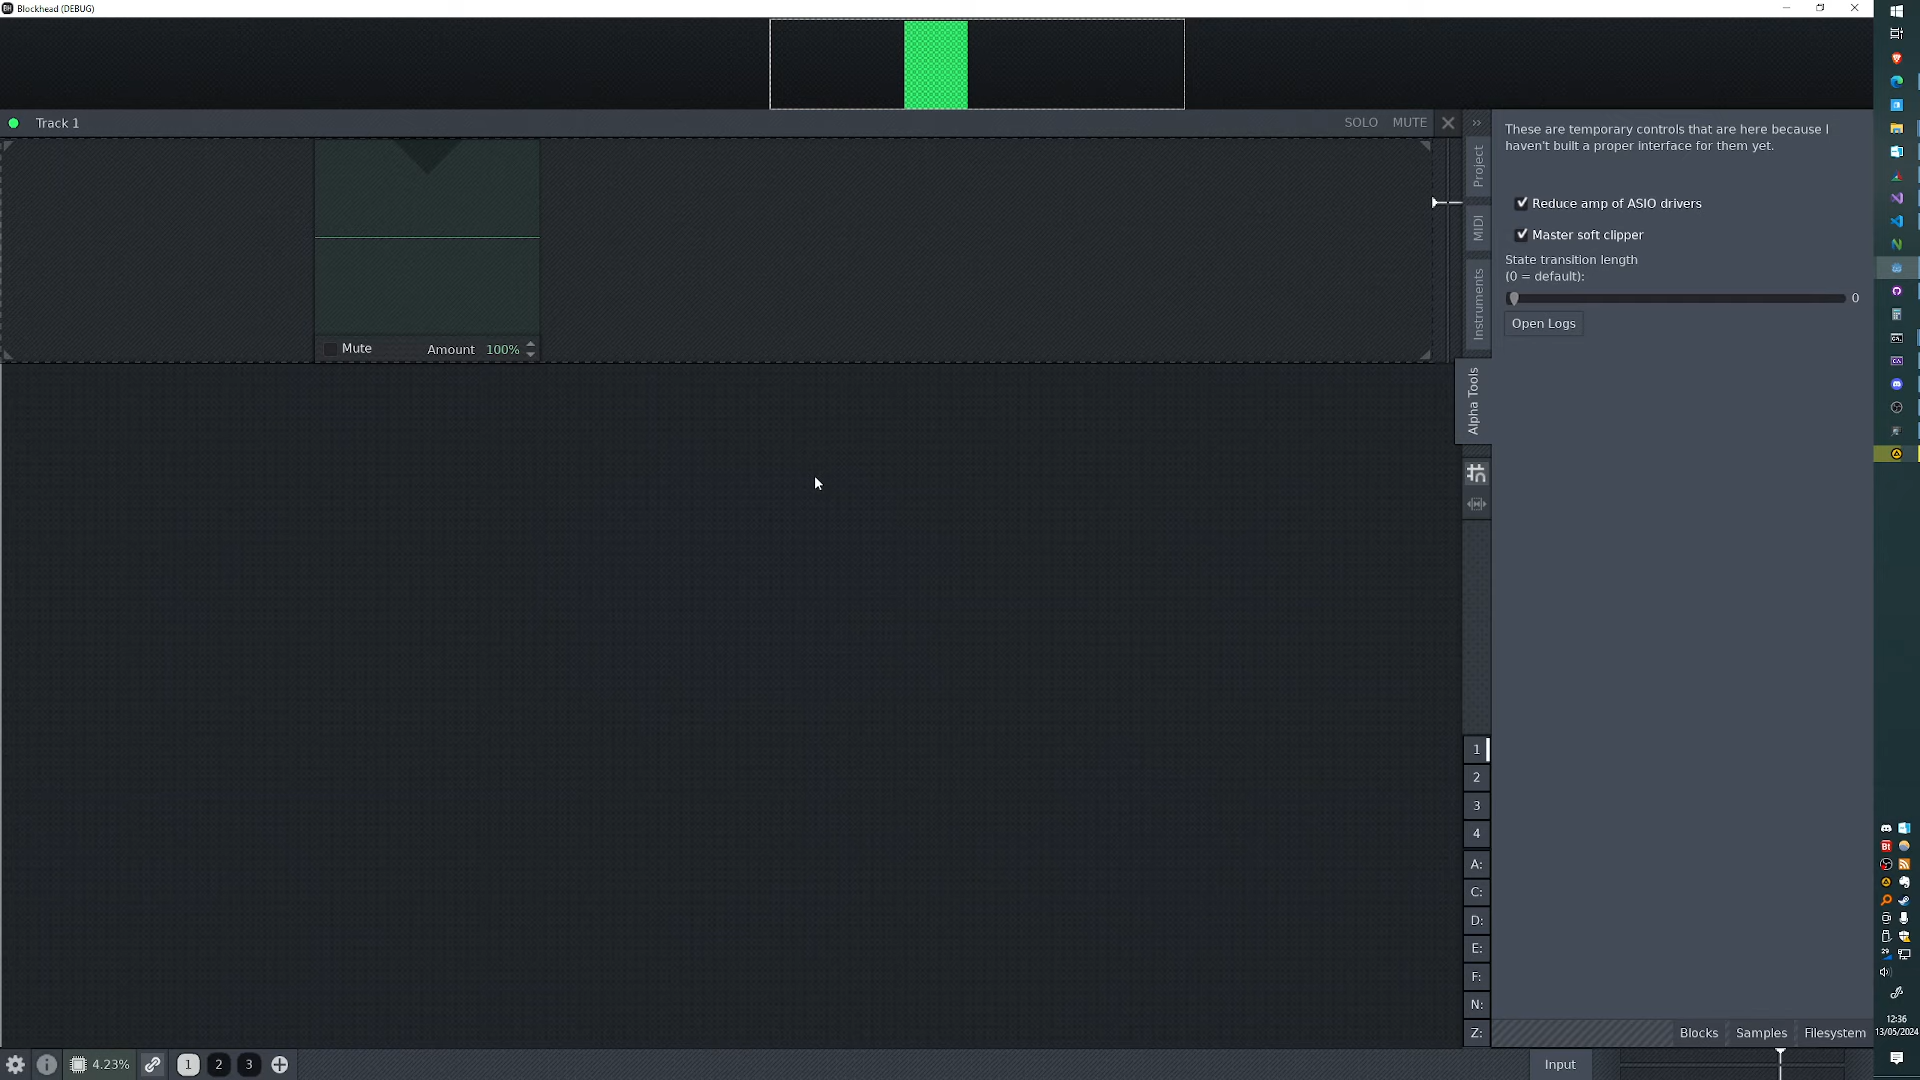 Blockhead (DEBUG)
Track 1
SOLO MUTE
Mute Amount 100%
Project
MIDI
Instruments
Alpha Tools
These are temporary controls that are here because I
haven't built a proper interface for them yet.
Reduce amp of ASIO drivers
Master soft clipper
State transition length
(0 = default):
0
Open Logs
1
2
3
4
A:
C:
D:
E:
F:
N:
Z:
Blocks Samples Filesystem
4.23% 1 2 3
Input
Bt
29
12:36
13/05/2024